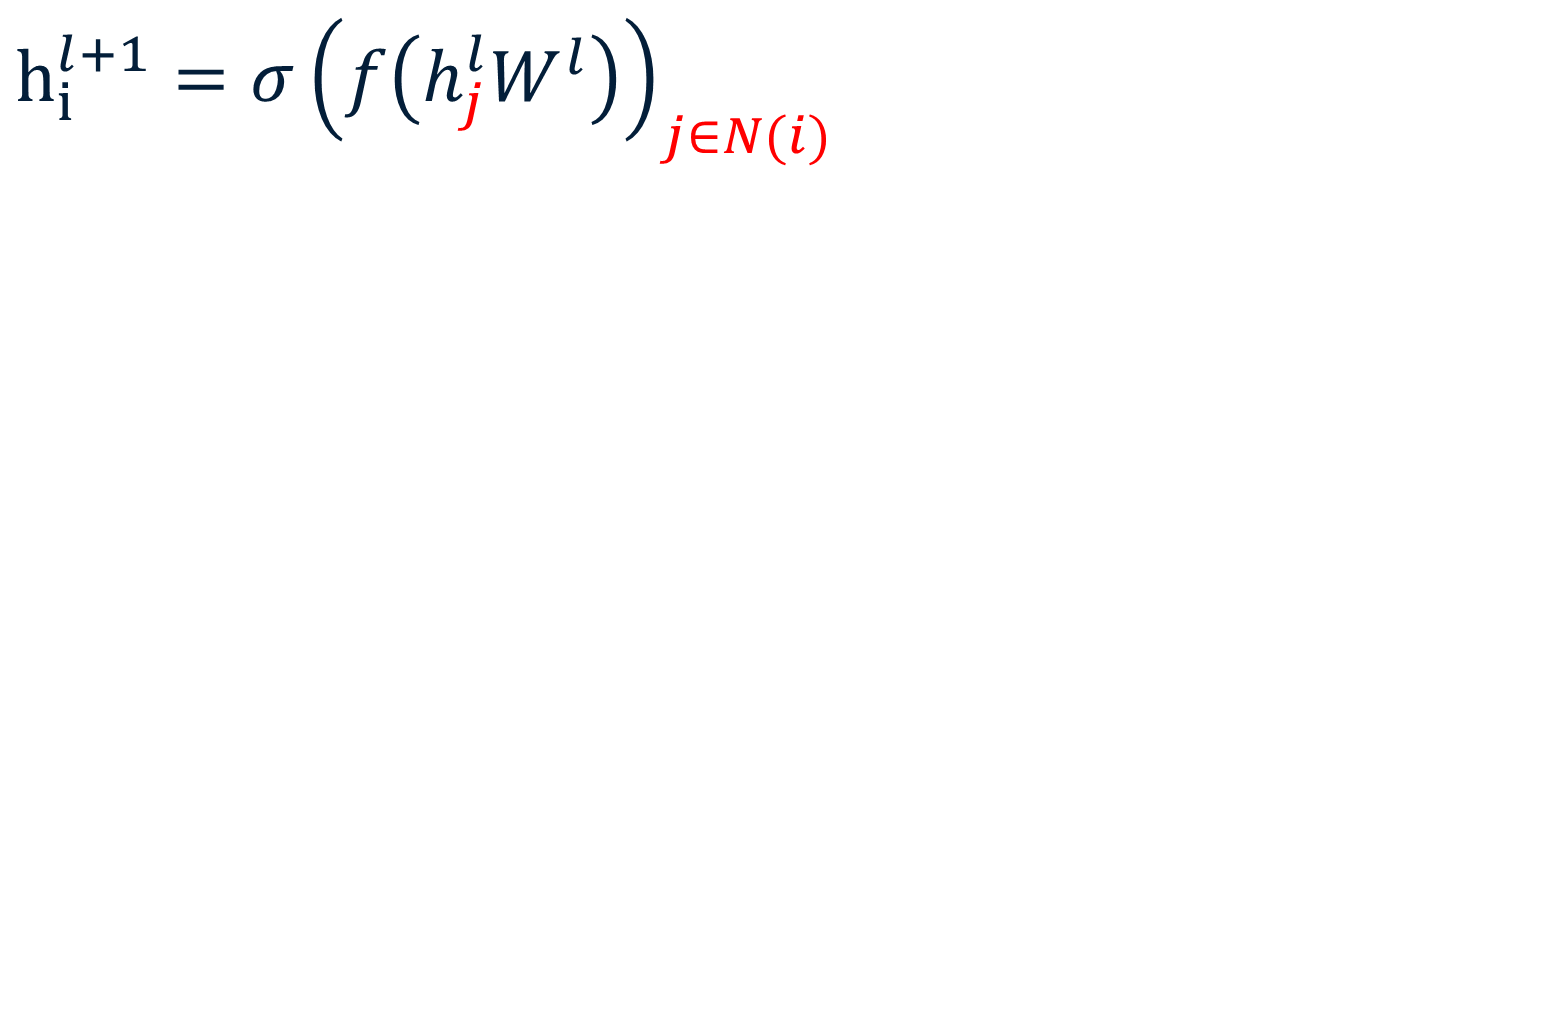 h_i^{l+1} = σ(f(h_j^l W^l))_{j∈N(i)}